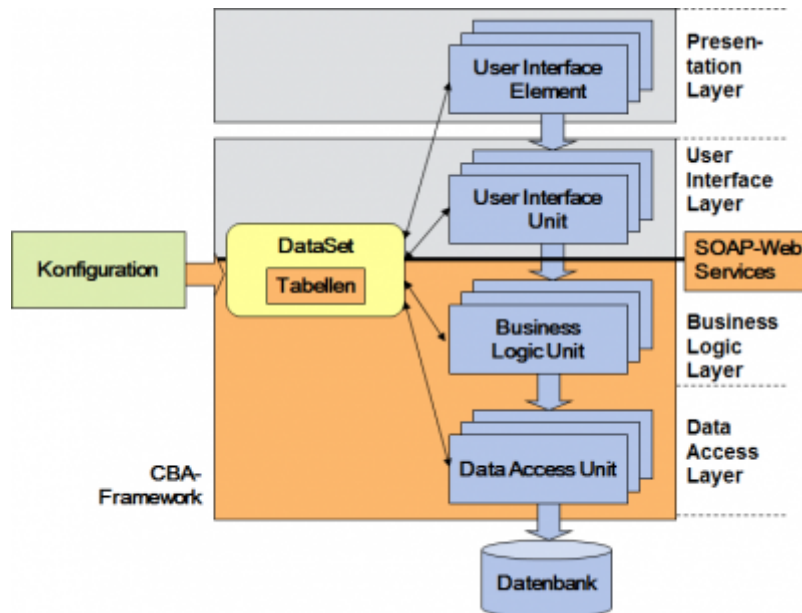 User Interface
Element
Presen-
tation
Layer
User Interface
Unit
User
Interface
Layer
Konfiguration
DataSet
Tabellen
SOAP-Web
Services
Business
Logic Unit
Business
Logic
Layer
Data Access Unit
Data
Access
Layer
CBA-
Framework
Datenbank